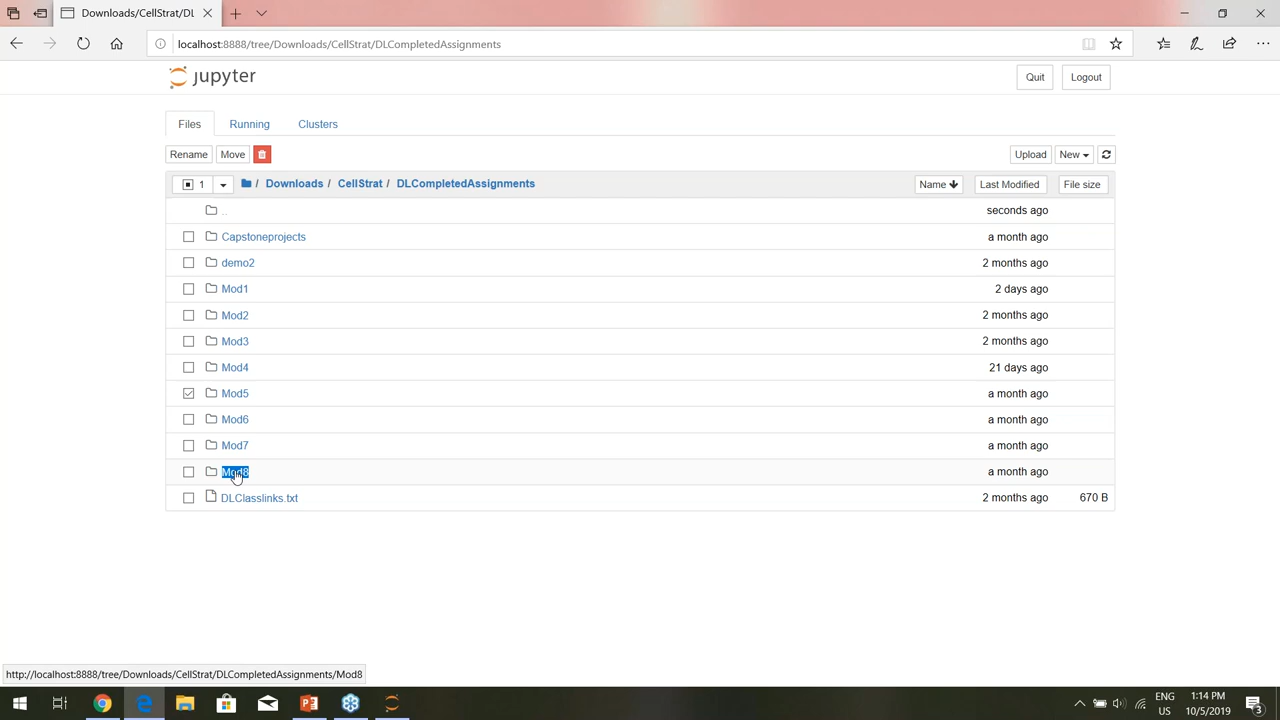 Downloads/CellStrat/DLC
localhost:8888/tree/Downloads/CellStrat/DLCompletedAssignments
jupyter
Quit
Logout
Files
Running
Clusters
Rename
Move
Upload
New
1
/ Downloads / CellStrat / DLCompletedAssignments
Name
Last Modified
File size
..
seconds ago
Capstoneprojects
a month ago
demo2
2 months ago
Mod1
2 days ago
Mod2
2 months ago
Mod3
2 months ago
Mod4
21 days ago
Mod5
a month ago
Mod6
a month ago
Mod7
a month ago
Mod8
a month ago
DLClasslinks.txt
2 months ago
670 B
http://localhost:8888/tree/Downloads/CellStrat/DLCompletedAssignments/Mod8
ENG
US
1:14 PM
10/5/2019
3